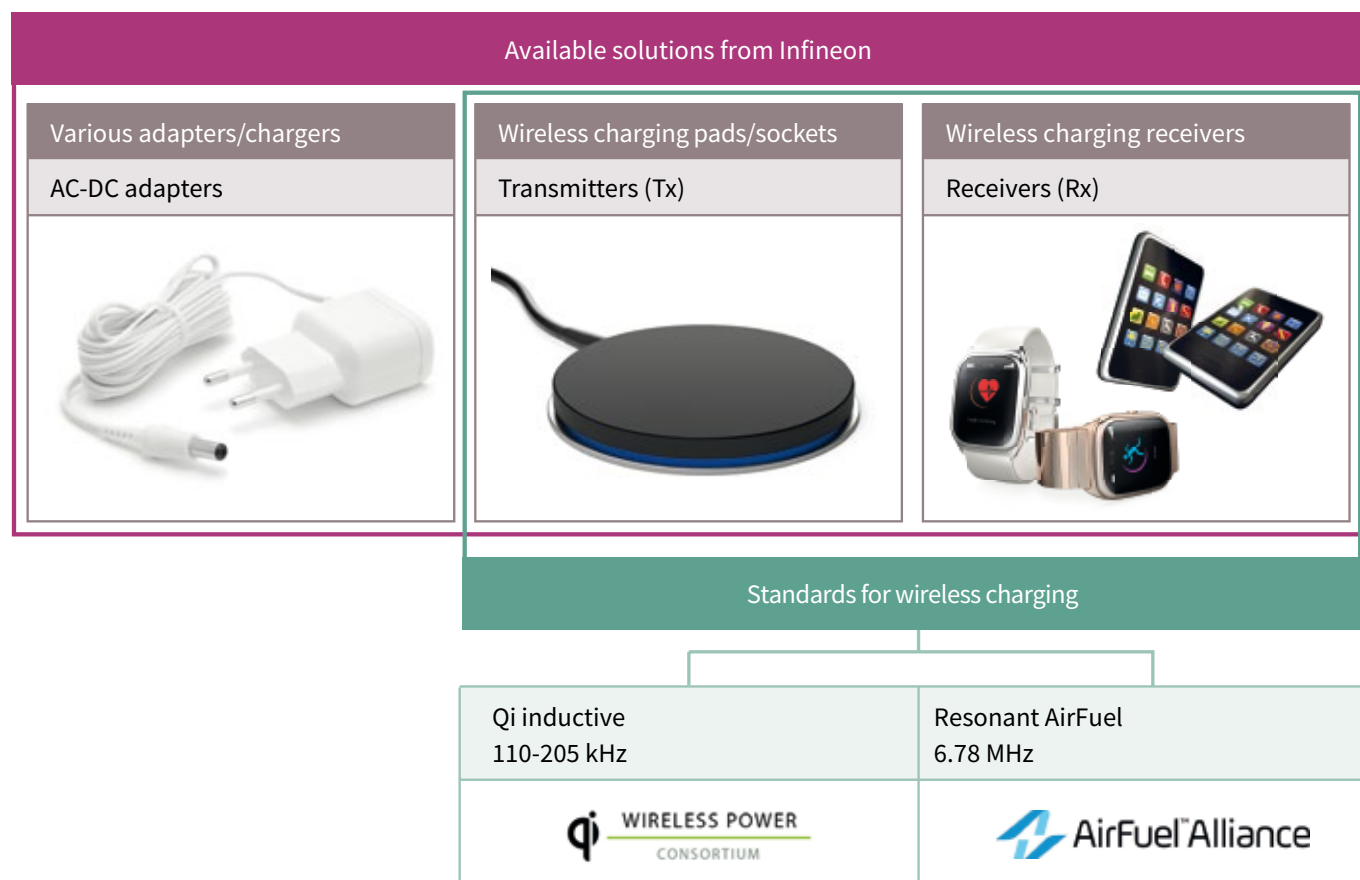 Available solutions from Infineon
Various adapters/chargers
AC-DC adapters
Wireless charging pads/sockets
Transmitters (Tx)
Wireless charging receivers
Receivers (Rx)
Standards for wireless charging
Qi inductive
110-205 kHz
Resonant AirFuel
6.78 MHz
qi WIRELESS POWER
CONSORTIUM
AirFuel™Alliance